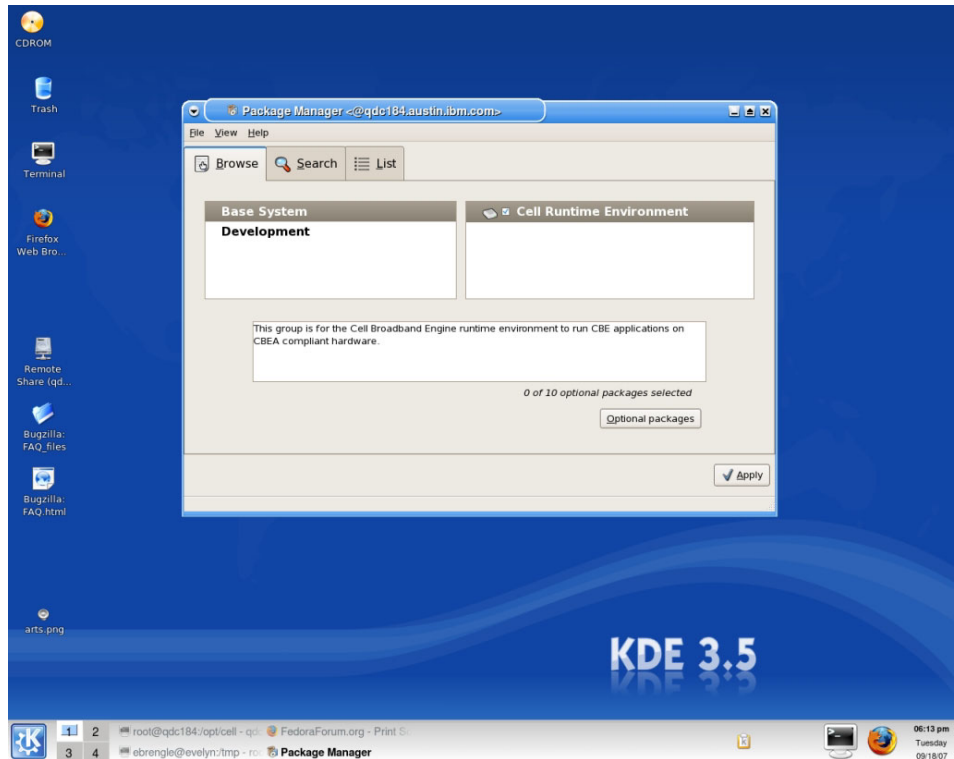 CDROM
Trash
Terminal
Firefox
Web Bro...
Remote
Share (qd...
Bugzilla:
FAQ_files
Bugzilla:
FAQ.html
arts.png
Package Manager <@qdc184.austin.ibm.com>
File View Help
Browse Search List
Base System
Development
Cell Runtime Environment
This group is for the Cell Broadband Engine runtime environment to run CBE applications on
CBEA compliant hardware.
0 of 10 optional packages selected
Optional packages
Apply
KDE 3.5
1 2
3 4
root@qdc184:/opt/cell - qdc
FedoraForum.org - Print S
ebrengle@evelyn:/tmp - roo
Package Manager
06:13 pm
Tuesday
09/18/07